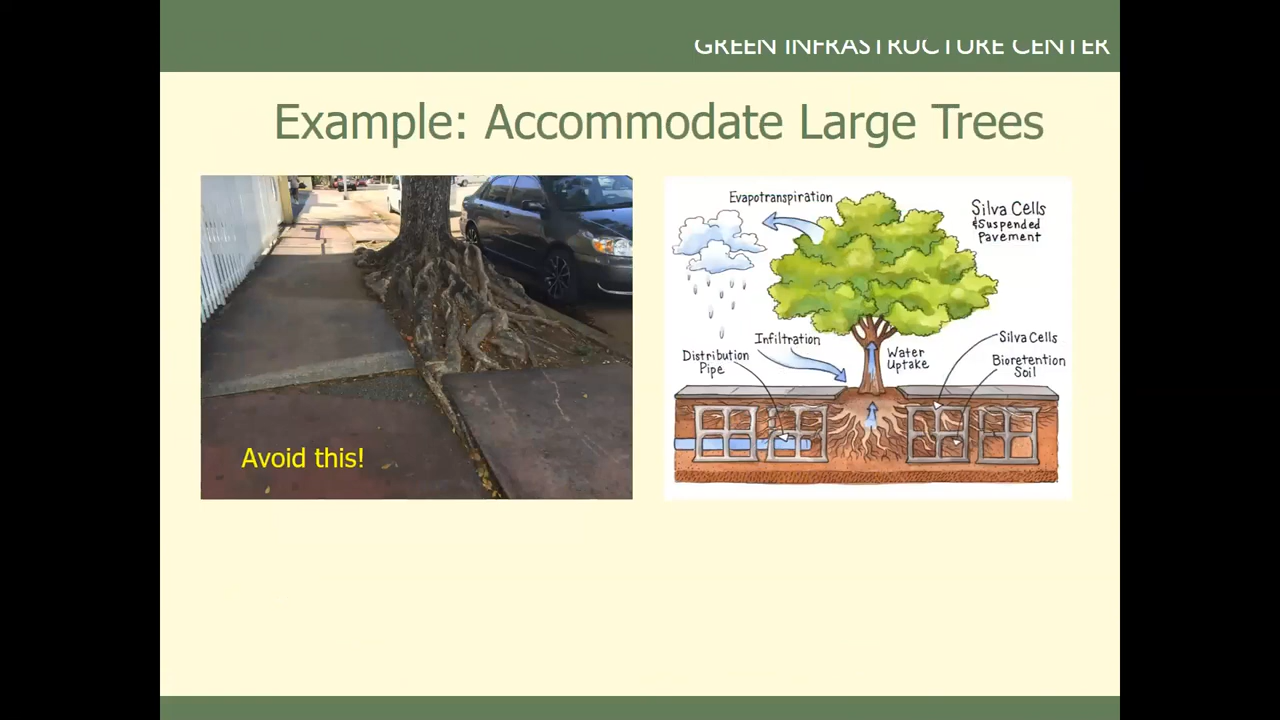 GREEN INFRASTRUCTURE CENTER
Example: Accommodate Large Trees
Avoid this!
Evapotranspiration
Silva Cells
& Suspended
Pavement
Infiltration
Distribution
Pipe
Water
Uptake
Silva Cells
Bioretention
Soil